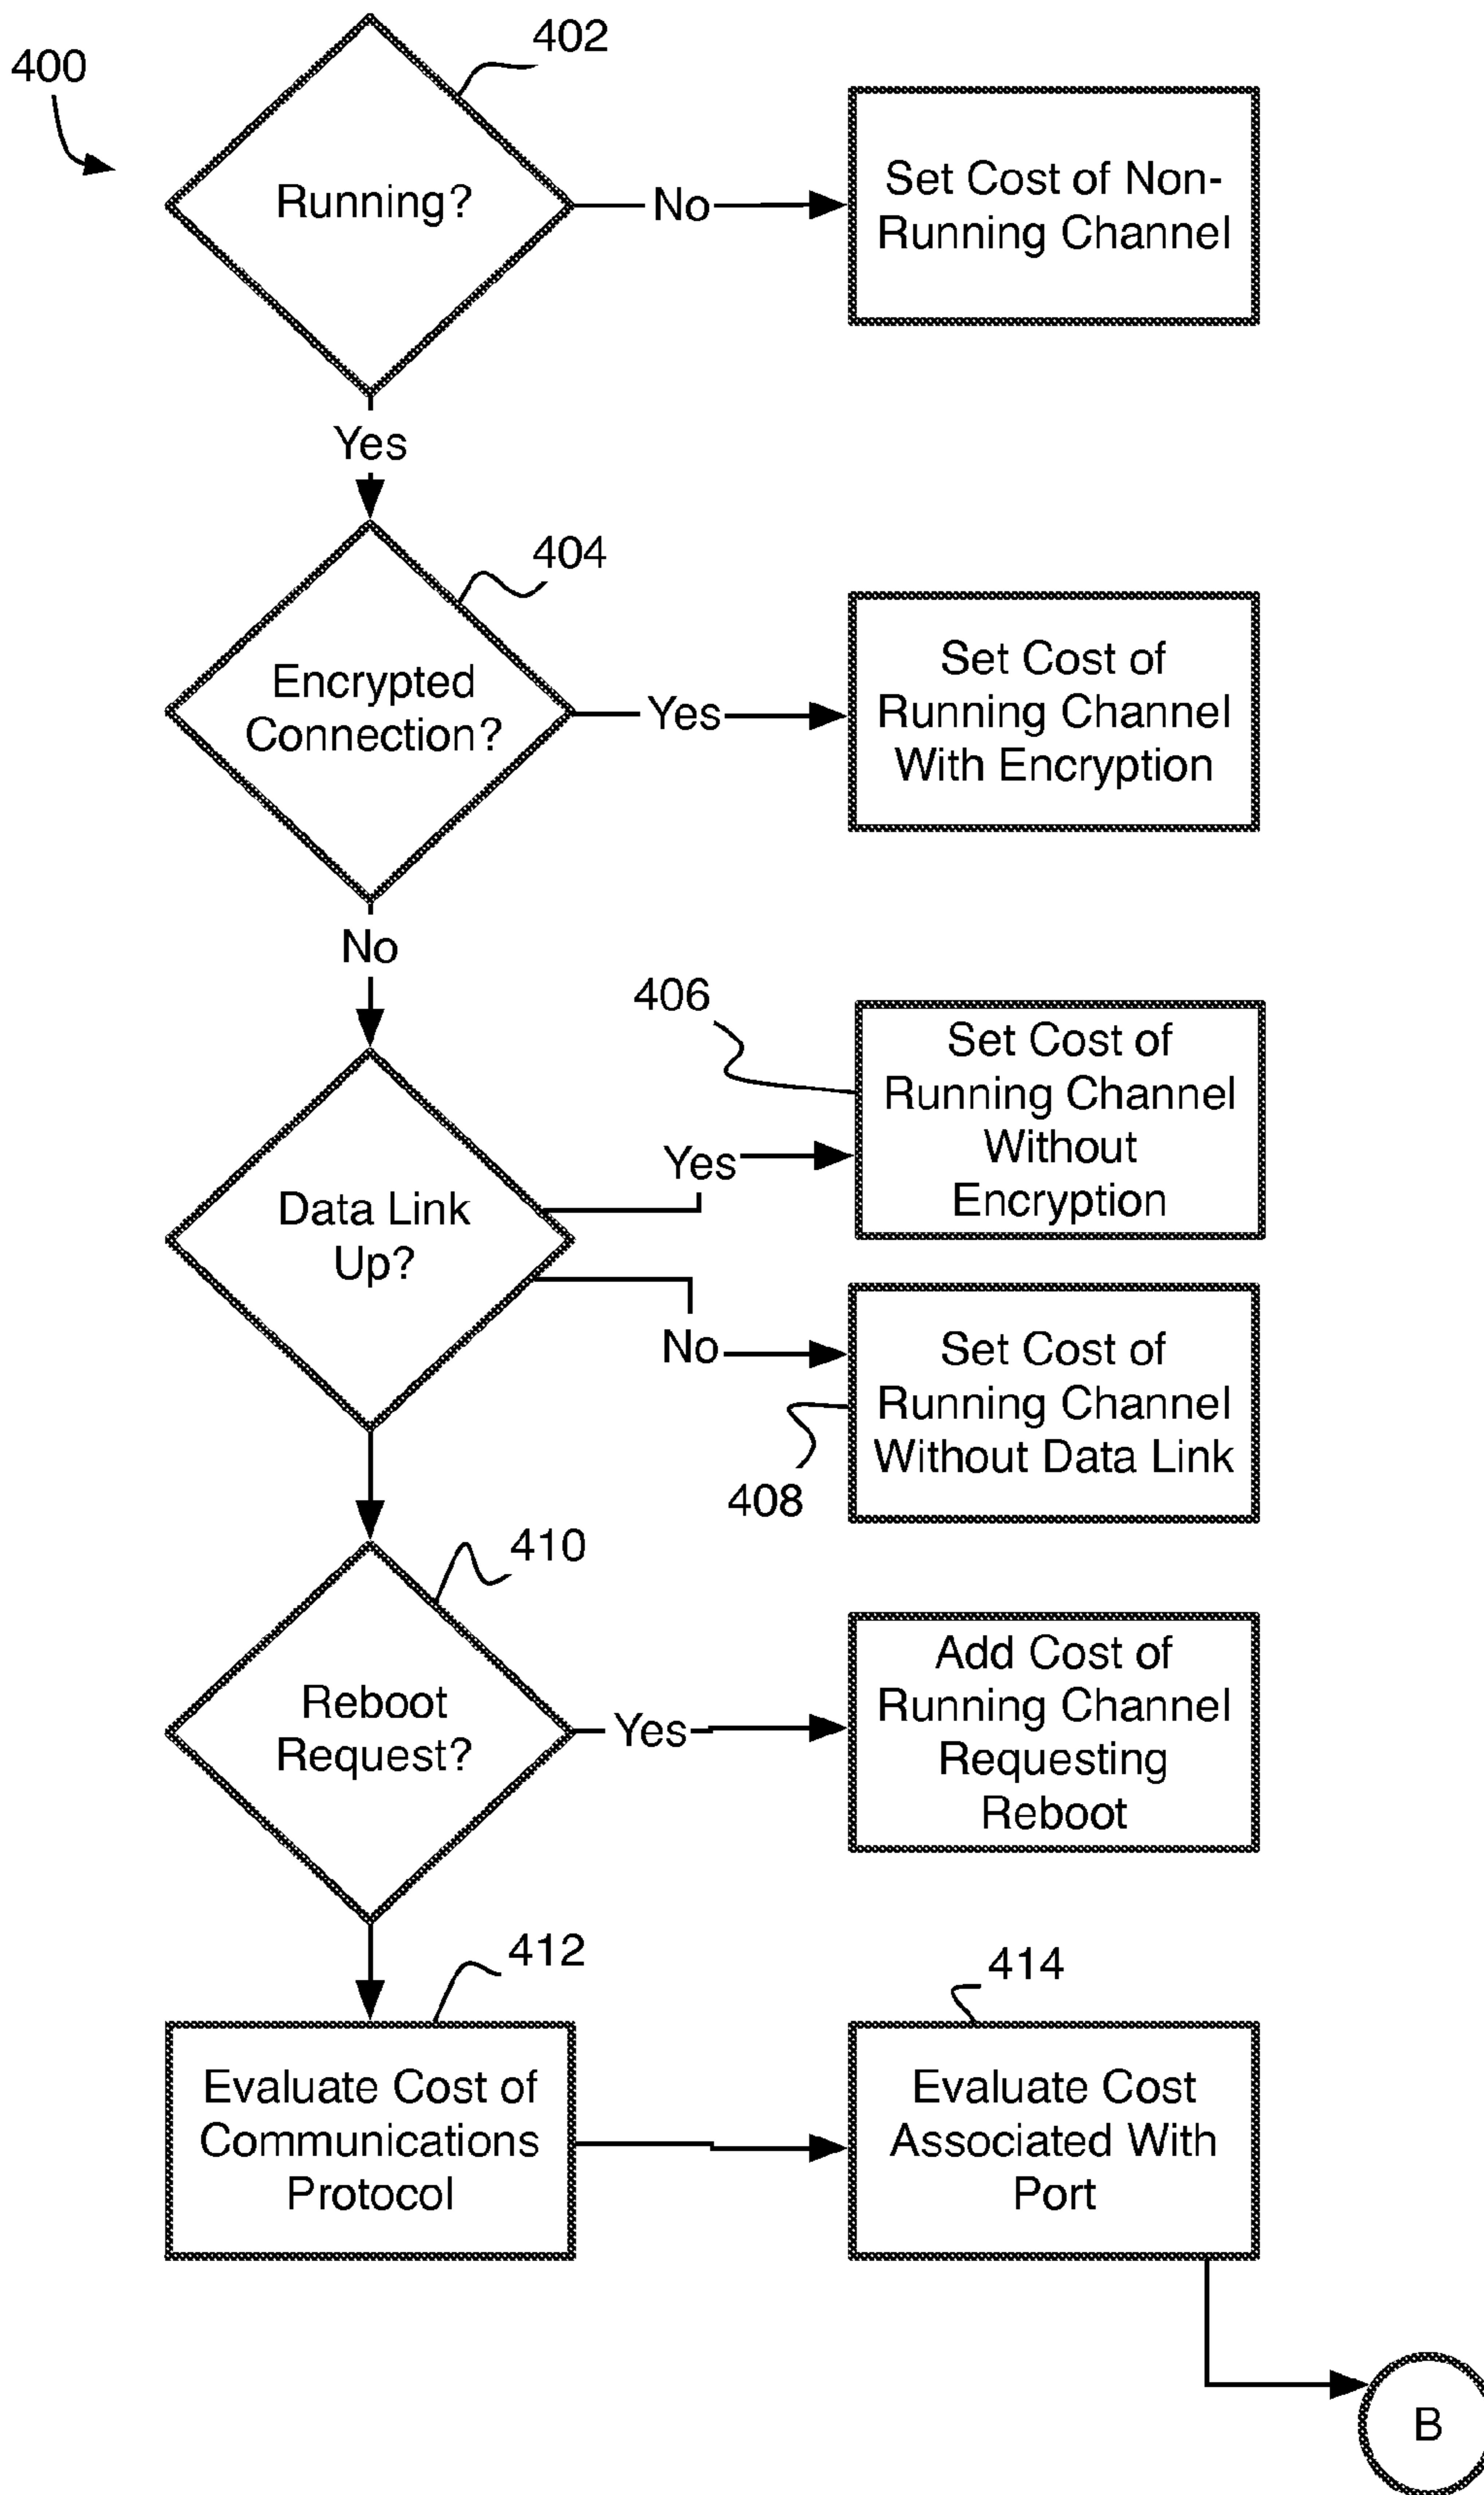 400
402
Running?
No
Set Cost of Non-
Running Channel
Yes
404
Encrypted
Connection?
Yes
Set Cost of
Running Channel
With Encryption
No
406
Set Cost of
Running Channel
Without
Encryption
Yes
Data Link
Up?
No
Set Cost of
Running Channel
Without Data Link
408
410
Reboot
Request?
Yes
Add Cost of
Running Channel
Requesting
Reboot
412
Evaluate Cost of
Communications
Protocol
414
Evaluate Cost
Associated With
Port
B